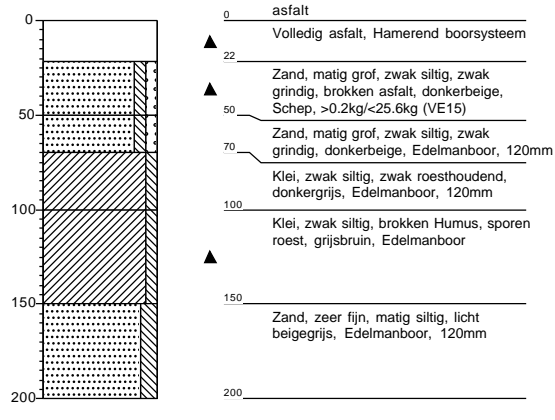 0
50
100
150
200
0 asfalt
Volledig asfalt, Hamerend boorsysteem
22
Zand, matig grof, zwak siltig, zwak
grindig, brokken asfalt, donkerbeige,
Schep, >0.2kg/<25.6kg (VE15)
50
Zand, matig grof, zwak siltig, zwak
grindig, donkerbeige, Edelmanboor, 120mm
70
Klei, zwak siltig, zwak roesthoudend,
donkergrijs, Edelmanboor, 120mm
100
Klei, zwak siltig, brokken Humus, sporen
roest, grijsbruin, Edelmanboor
150
Zand, zeer fijn, matig siltig, licht
beigegrijs, Edelmanboor, 120mm
200